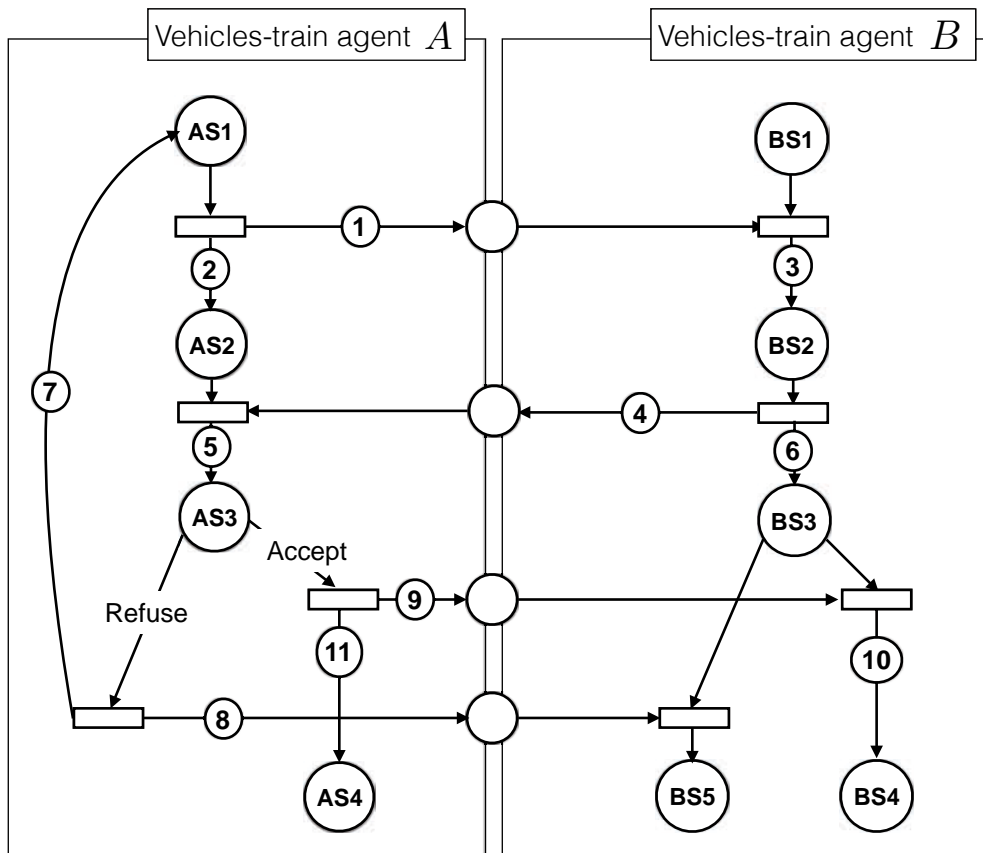 Vehicles-train agent A
Vehicles-train agent B
AS1
BS1
1
2
3
AS2
BS2
7
4
5
6
AS3
BS3
Accept
9
Refuse
11
10
8
AS4
BS5
BS4